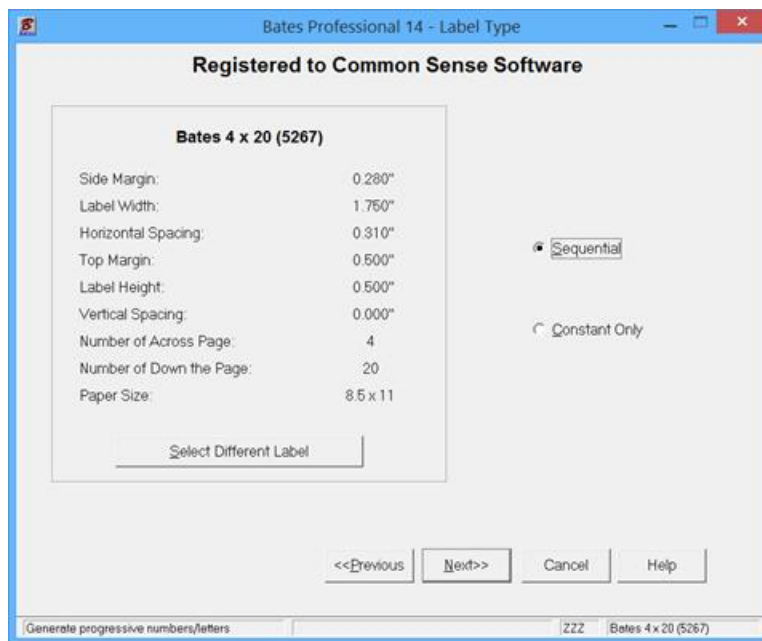 Bates Professional 14 - Label Type
Registered to Common Sense Software
Bates 4 x 20 (5267)
Side Margin: 0.280"
Label Width: 1.750"
Horizontal Spacing: 0.310"
Top Margin: 0.500"
Label Height: 0.500"
Vertical Spacing: 0.000"
Number of Across Page: 4
Number of Down the Page: 20
Paper Size: 8.5 x 11
Select Different Label
Sequential
Constant Only
<<Previous Next>> Cancel Help
Generate progressive numbers/letters ZZZ Bates 4 x 20 (5267)